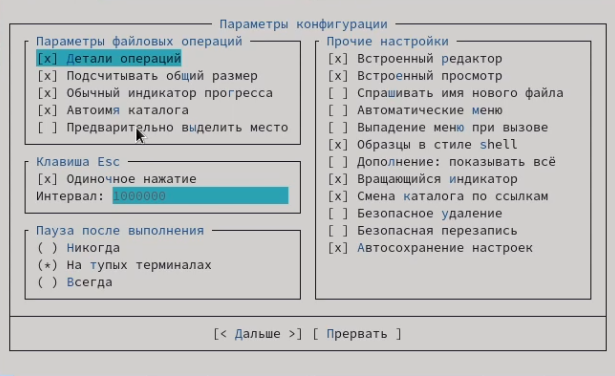 Параметры конфигурации
Параметры файловых операций
[x] Детали операций
[x] Подсчитывать общий размер
[x] Обычный индикатор прогресса
[x] Автоимя каталога
[ ] Предварительно выделить место
Клавиша Esc
[x] Одиночное нажатие
Интервал: 1000000
Пауза после выполнения
( ) Никогда
(*) На тупых терминалах
( ) Всегда
Прочие настройки
[x] Встроенный редактор
[x] Встроенный просмотр
[ ] Спрашивать имя нового файла
[ ] Автоматические меню
[ ] Выпадение меню при вызове
[x] Образцы в стиле shell
[ ] Дополнение: показывать всё
[x] Вращающийся индикатор
[x] Смена каталога по ссылкам
[ ] Безопасное удаление
[ ] Безопасная перезапись
[x] Автосохранение настроек
[< Дальше >] [ Прервать ]